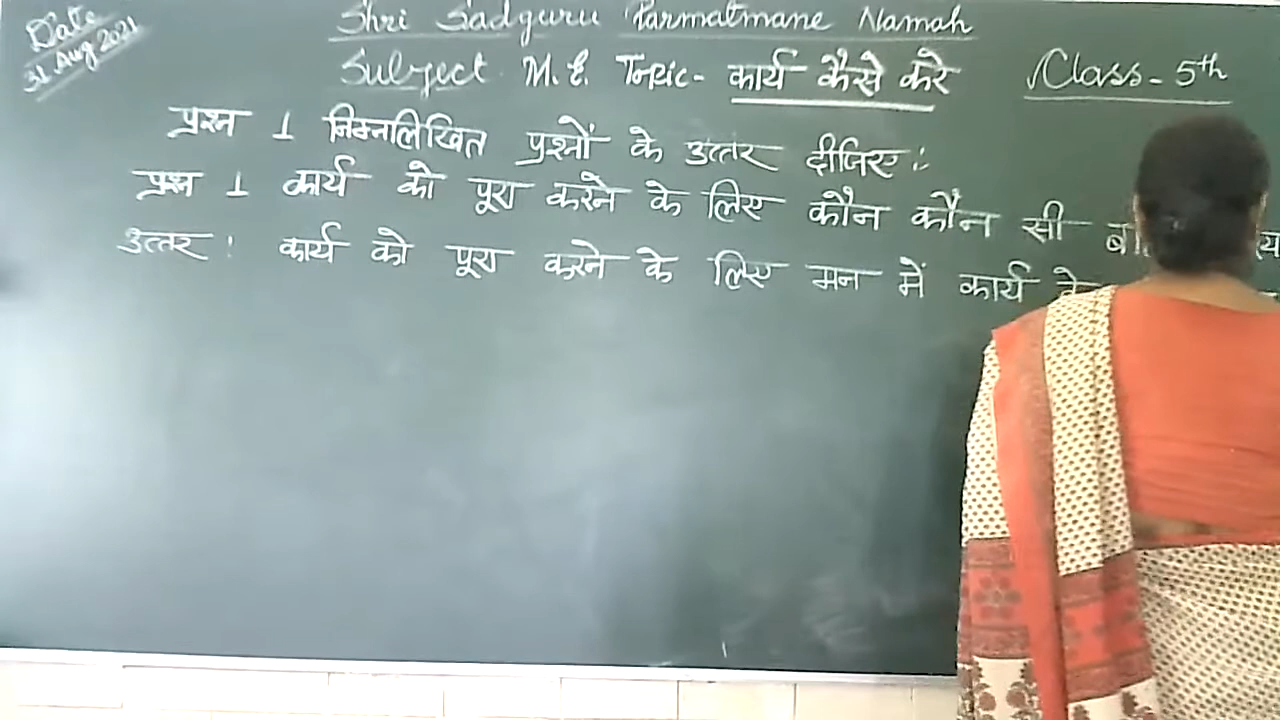 Date
31 Aug 2021
Shri Sadguru Parmatmane Namah
Subject M.E. Topic- कार्य कैसे करे Class- 5th
प्रश्न 1 निम्नलिखित प्रश्नों के उत्तर दीजिए :-
प्रश्न 1 कार्य को पूरा करने के लिए कौन कौन सी
उत्तर : कार्य को पूरा करने के लिए मन में कार्य के